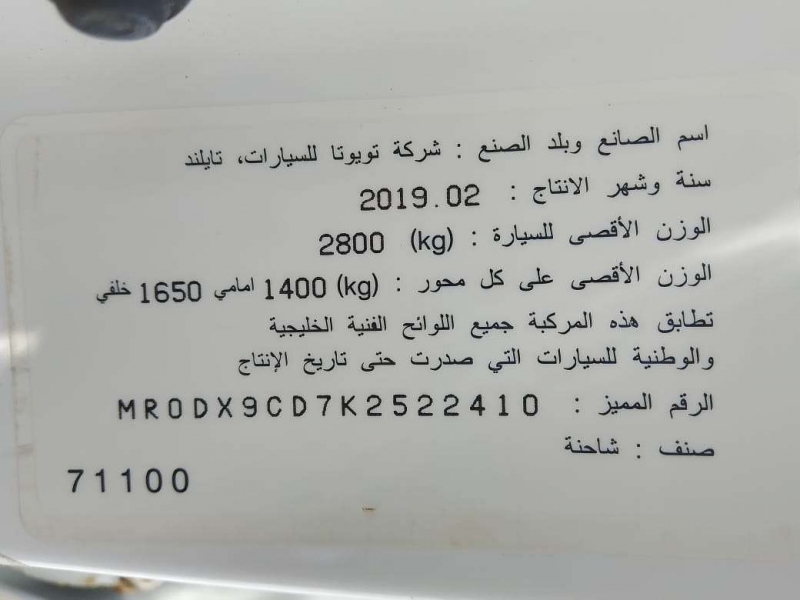 اسم الصانع وبلد الصنع : شركة تويوتا للسيارات، تايلند
سنة وشهر الانتاج : 2019.02
الوزن الأقصى للسيارة : (kg) 2800
الوزن الأقصى على كل محور : (kg) 1400 امامي 1650 خلفي
تطابق هذه المركبة جميع اللوائح الفنية الخليجية
والوطنية للسيارات التي صدرت حتى تاريخ الإنتاج
الرقم المميز : MR0DX9CD7K2522410
صنف : شاحنة
71100